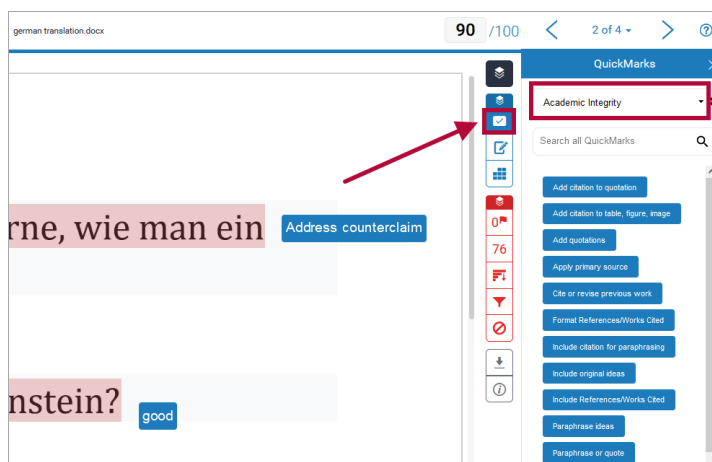 german translation.docx
90 /100
2 of 4
QuickMarks
Academic Integrity
Search all QuickMarks
Add citation to quotation
Add citation to table, figure, image
Add quotations
Apply primary source
Cite or revise previous work
Format References/Works Cited
Include citation for paraphrasing
Include original ideas
Include References/Works Cited
Paraphrase ideas
Paraphrase or quote
0
76
rne, wie man ein
Address counterclaim
nstein?
good